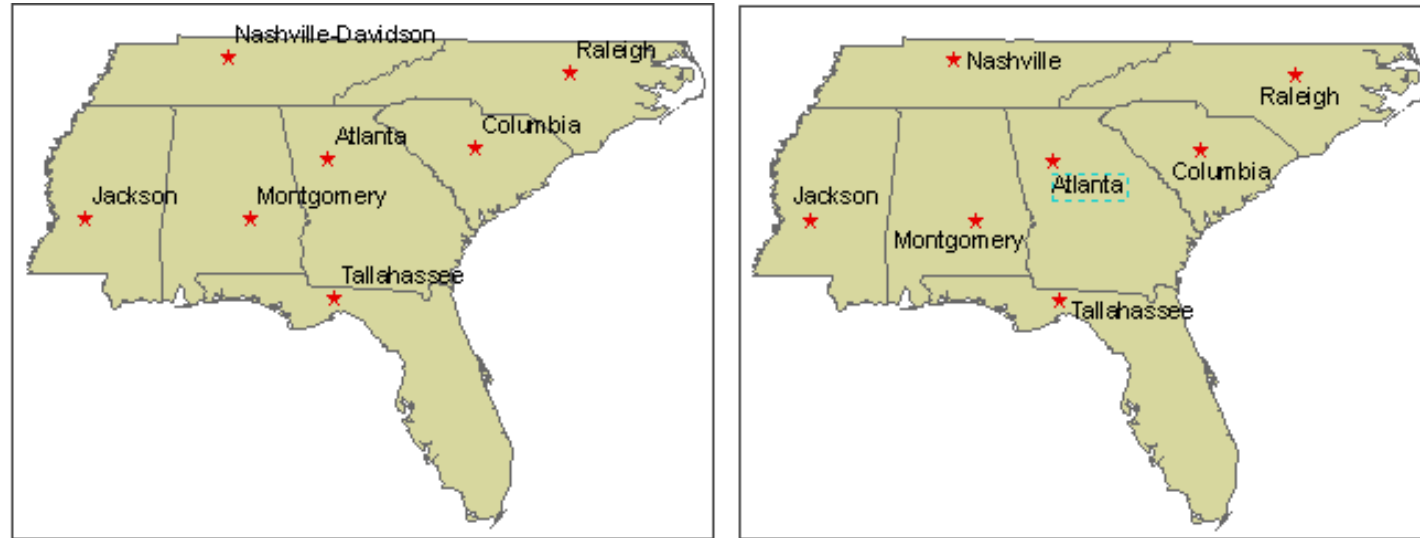 Nashville-Davidson
Raleigh
Atlanta
Columbia
Jackson
Montgomery
Tallahassee
Nashville
Raleigh
Atlanta
Columbia
Jackson
Montgomery
Tallahassee